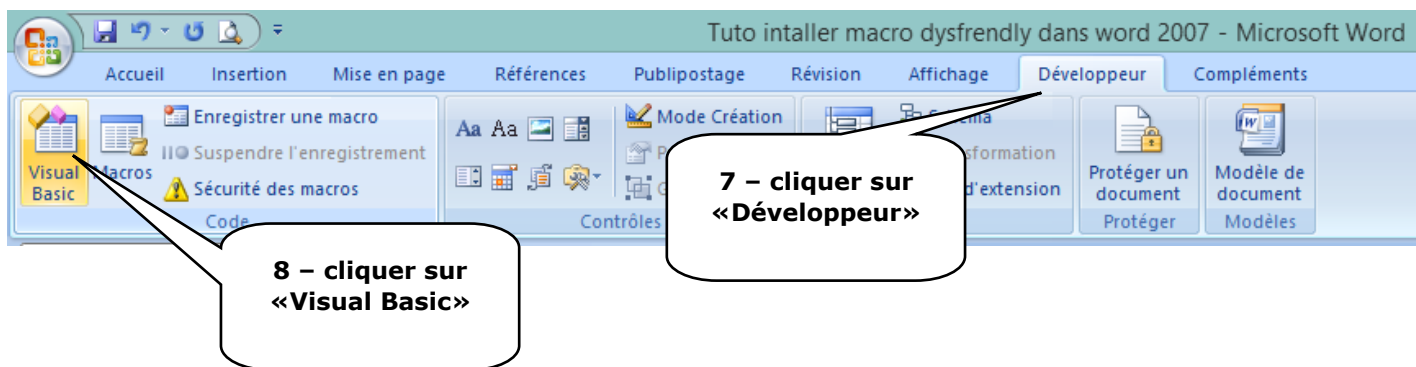 Tuto intaller macro dysfrendly dans word 2007 - Microsoft Word
Accueil Insertion Mise en page Références Publipostage Révision Affichage Développeur Compléments
Enregistrer une macro
Suspendre l'enregistrement
Sécurité des macros
Visual Basic
Macros
Code
Aa Aa
Mode Création
Contrôles
d'extension
Protéger un document
Protéger
Modèle de document
Modèles
7 – cliquer sur
«Développeur»
8 – cliquer sur
«Visual Basic»